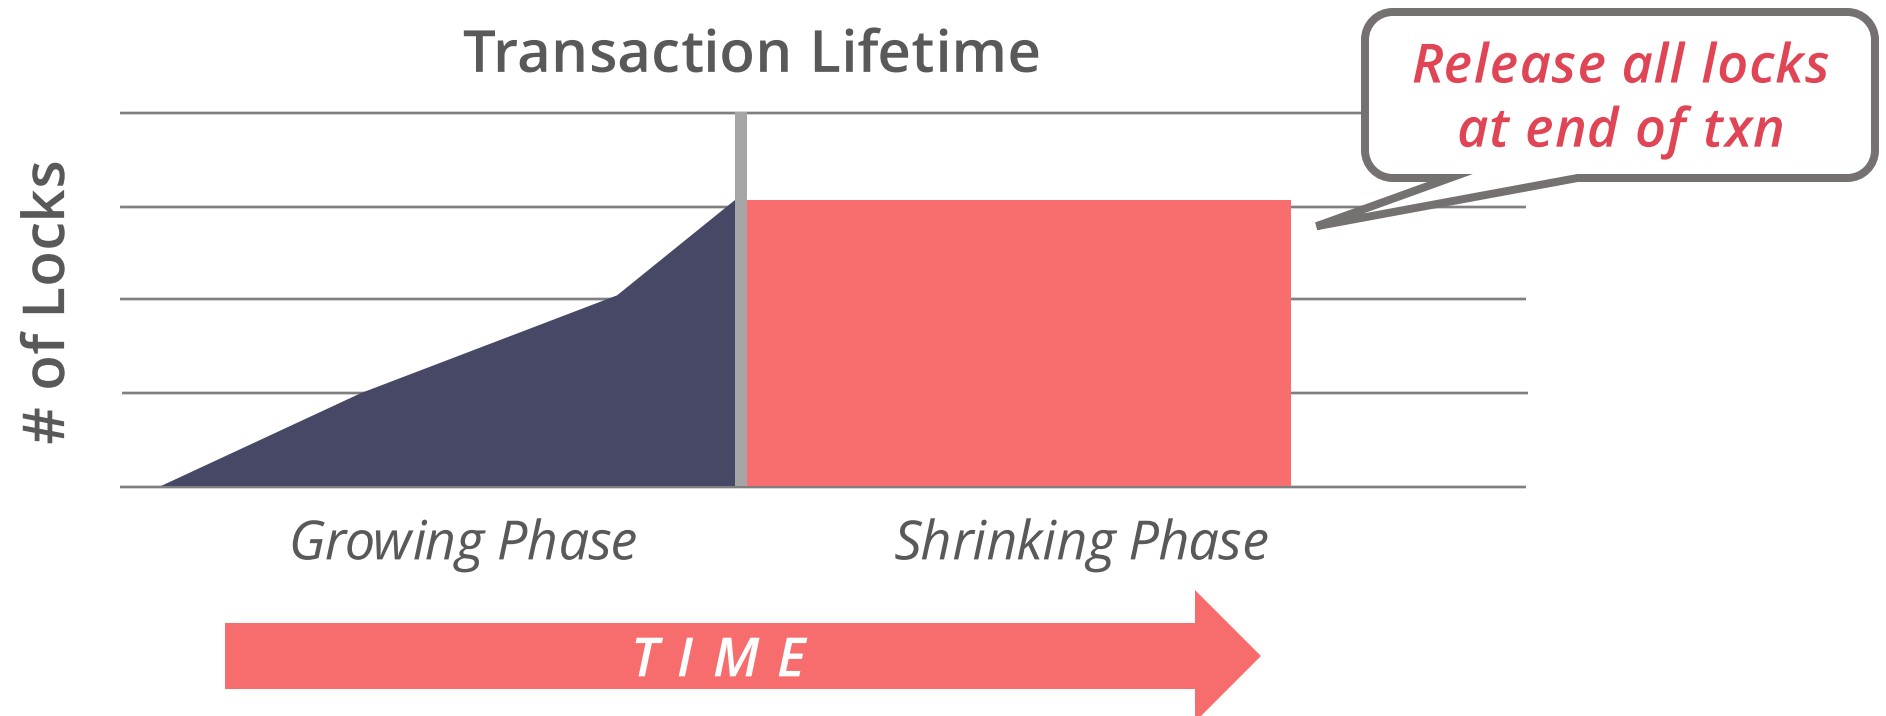 Transaction Lifetime
Release all locks
at end of txn
# of Locks
Growing Phase
Shrinking Phase
TIME